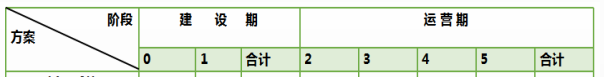 阶段 建 设 期 运营期
方案
0 1 合计 2 3 4 5 合计